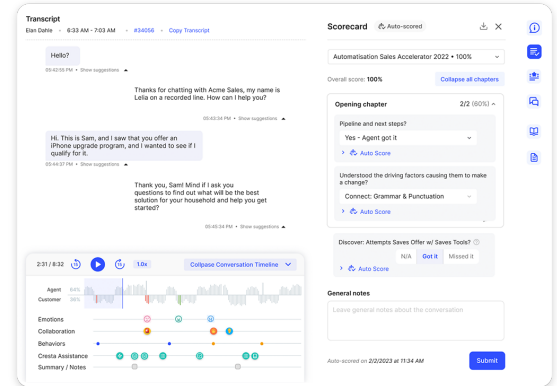 Transcript
Elan Dahle • 6:33 AM - 7:03 AM • #34056 • Copy Transcript
Hello?
05:42:55 PM • Show suggestions
Thanks for chatting with Acme Sales, my name is
Lelia on a recorded line. How can I help you?
05:43:34 PM • Show suggestions
Hi. This is Sam, and I saw that you offer an
iPhone upgrade program, and I wanted to see if I
qualify for it.
05:44:37 PM • Show suggestions
Thank you, Sam! Mind if I ask you
questions to find out what will be the best
solution for your household and help you get
started?
05:45:34 PM • Show suggestions
2:31 / 8:32 15 15 1.0x Collpase Conversation Timeline
Agent 64%
Customer 36%
Emotions
Collaboration
Behaviors
Cresta Assistance
Summary / Notes
Scorecard Auto-scored
Automatisation Sales Accelerator 2022 • 100%
Overall score: 100% Collapse all chapters
Opening chapter 2/2 (60%)
Pipeline and next steps?
Yes - Agent got it
Auto Score
Understood the driving factors causing them to make
a change?
Connect: Grammar & Punctuation
Auto Score
Discover: Attempts Saves Offer w/ Saves Tools?
N/A Got it Missed it
Auto Score
General notes
Leave general notes about the conversation
Auto-scored on 2/2/2023 at 11:34 AM Submit